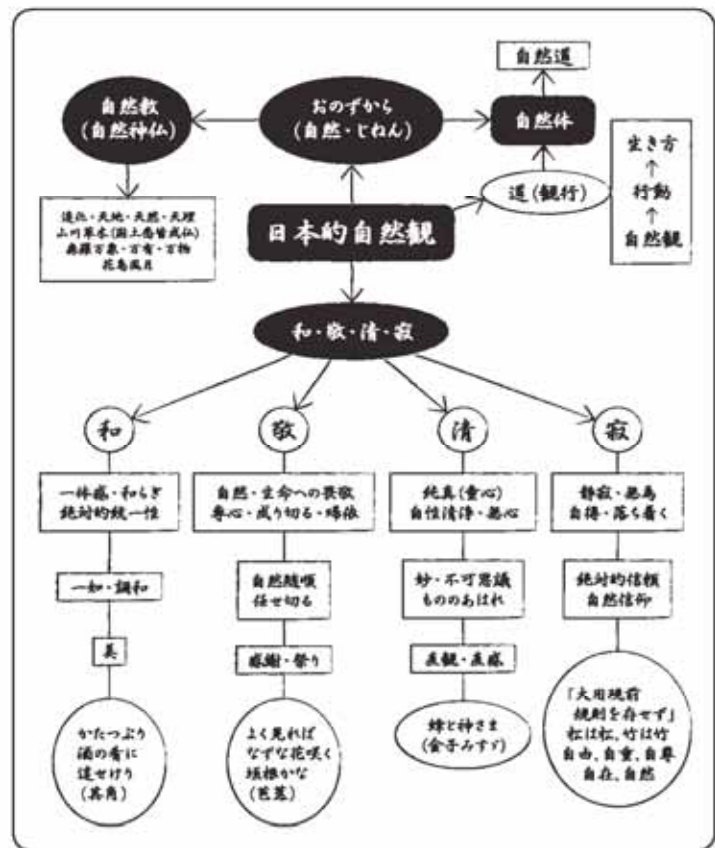 自然道
自然教
(自然神仏)
おのずから
(自然・じねん)
自然体
生き方
↑
行動
↑
自然観
道(観行)
造化・天地・天然・天理
山川草木(国土悉皆成仏)
森羅万象・万有・万物
花鳥風月
日本的自然観
和・敬・清・寂
和
敬
清
寂
一体感・和らぎ
絶対的統一性
自然・生命への畏敬
専心・成り切る・帰依
純真(童心)
自性清浄・無心
静寂・無為
自得・落ち着く
一如・調和
自然随順
任せ切る
妙・不可思議
もののあはれ
絶対的信頼
自然信仰
美
感謝・祭り
直観・直感
かたつぶり
酒の肴に
這せけり
(其角)
よく見れば
なずな花咲く
垣根かな
(芭蕉)
蜂と神さま
(金子みすゞ)
「大用現前
規則を存せず」
松は松、竹は竹
自由、自重、自尊
自在、自然